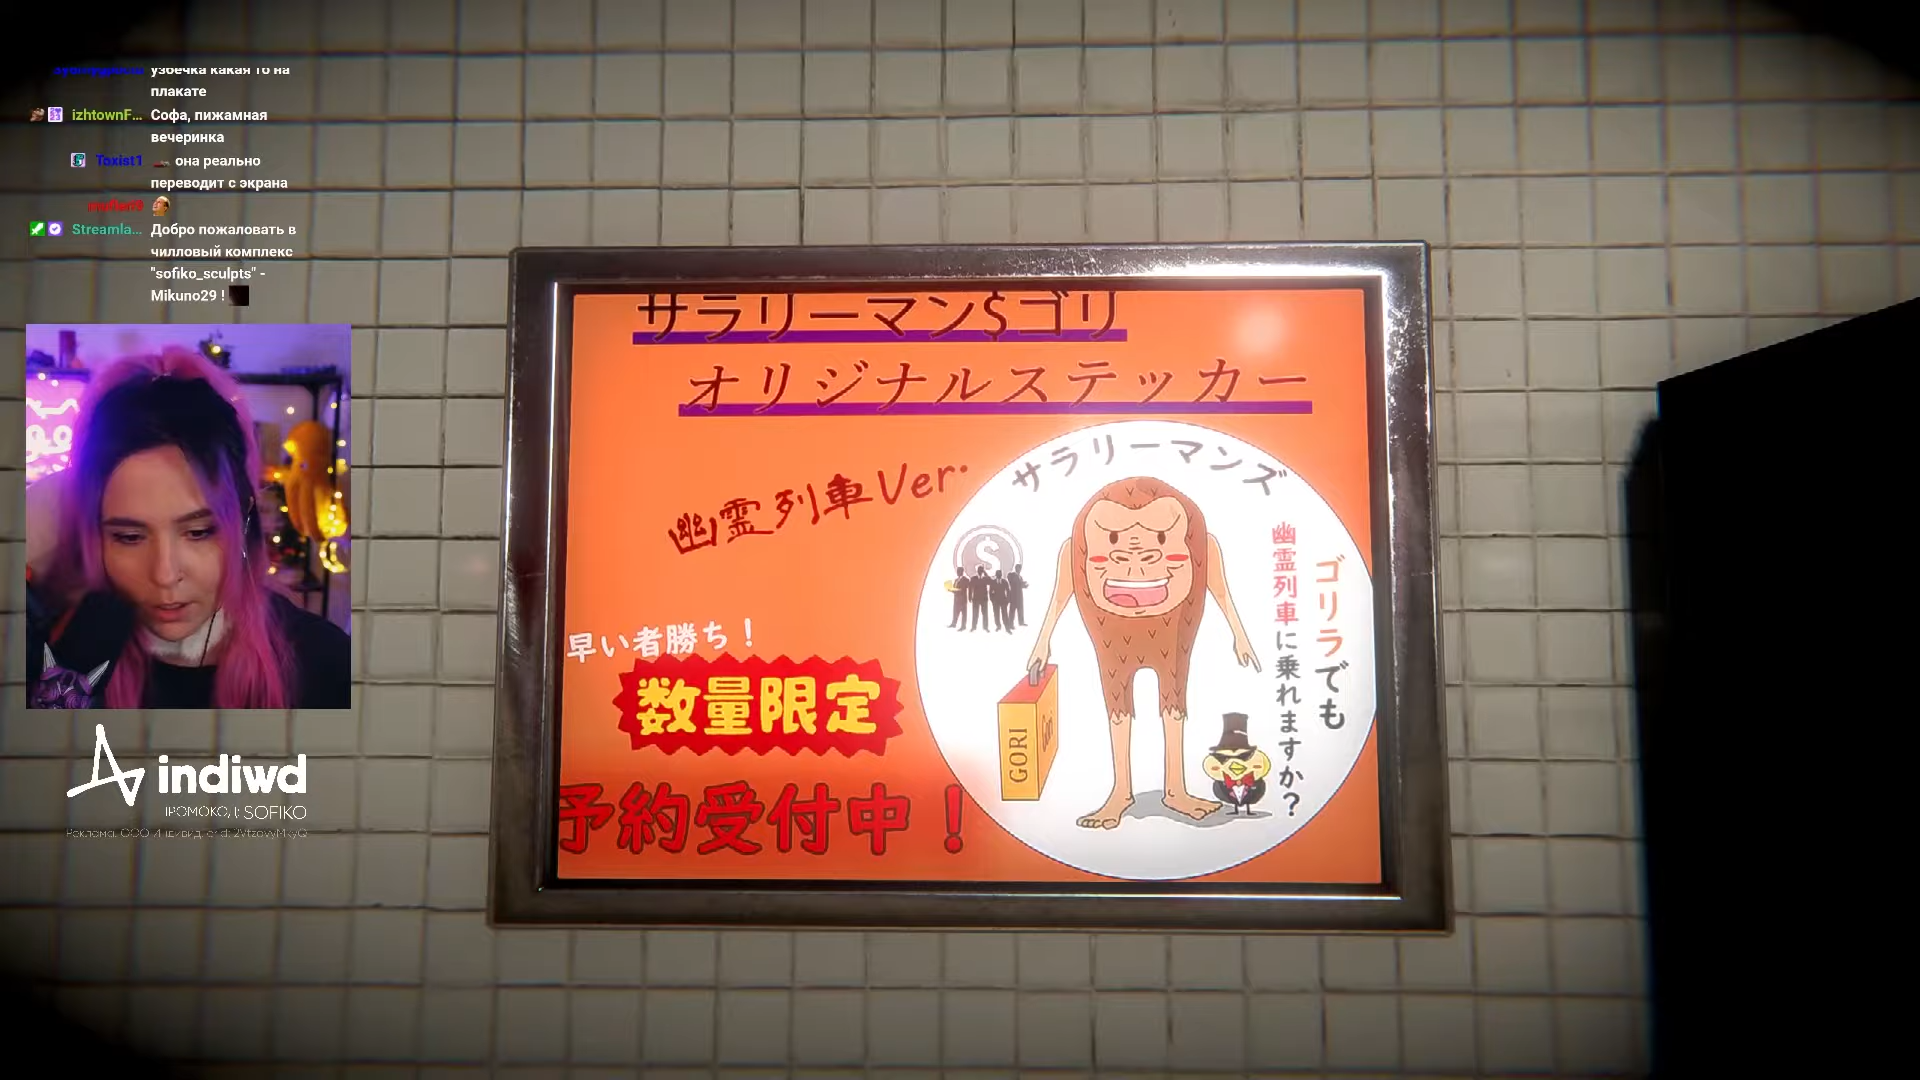 узбечка какая то на
плакате
izhtownF... Софа, пижамная
вечеринка
Toxist1 она реально
переводит с экрана
Streamla... Добро пожаловать в
чилловый комплекс
"sofiko_sculpts" -
Mikuno29 !
indiwd
SOFIKO
サラリーマン$ゴリ
オリジナルステッカー
幽霊列車Ver.
早い者勝ち！
数量限定
予約受付中！
サラリーマンズ
$
ゴリラでも
幽霊列車に乗れますか？
GORI
Gori